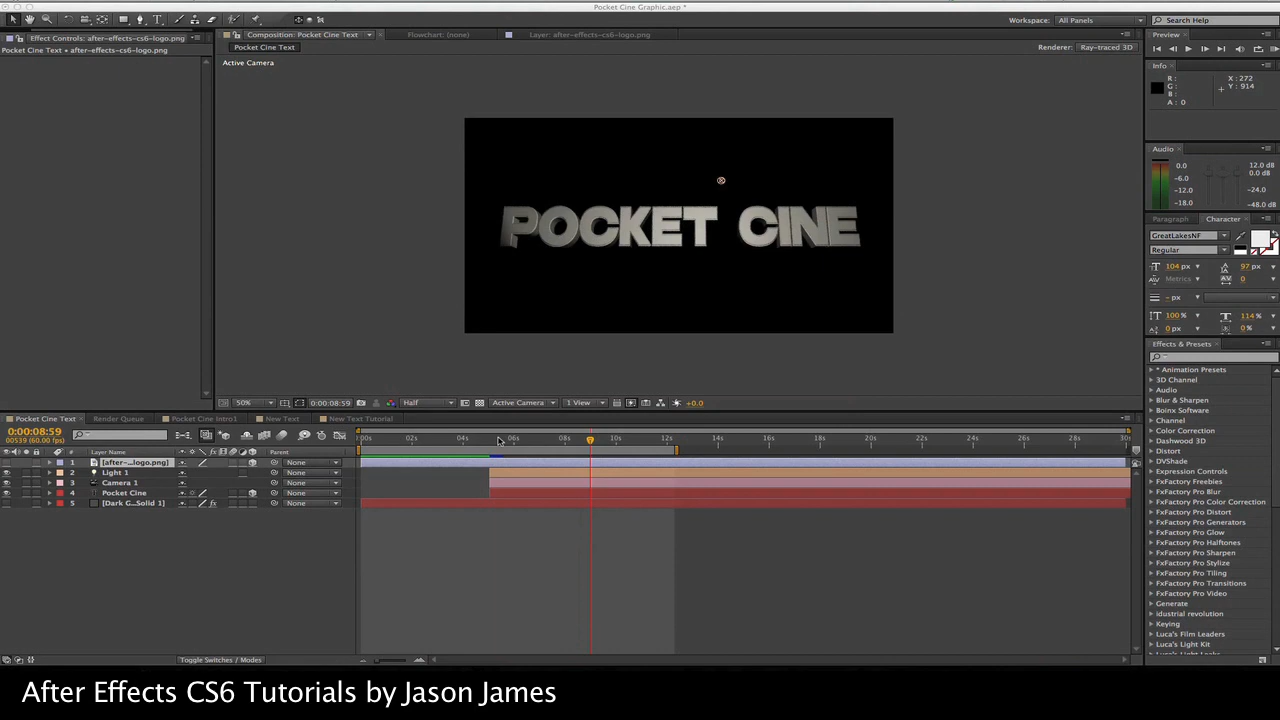 Pocket Cine Graphic.aep *
Workspace: All Panels
Search Help
Effect Controls: after-effects-cs6-logo.png
Composition: Pocket Cine Text
Flowchart: (none)
Layer: after-effects-cs6-logo.png
Preview
Pocket Cine Text • after-effects-cs6-logo.png
Pocket Cine Text
Renderer: Ray-traced 3D
Active Camera
Info
R :
G :
B :
A : 0
X : 272
Y : 914
Audio
0.0
-6.0
-12.0
-18.0
12.0 dB
0.0 dB
-24.0
-48.0 dB
POCKET CINE
Paragraph
Character
GreatLakesNF
Regular
104 px
97 px
Metrics
0
- px
100 %
114 %
0 px
0 %
Effects & Presets
* Animation Presets
3D Channel
Audio
Blur & Sharpen
Boinx Software
Channel
Color Correction
Dashwood 3D
Distort
DVShade
Expression Controls
FxFactory Freebies
FxFactory Pro Blur
FxFactory Pro Color Correction
FxFactory Pro Distort
FxFactory Pro Generators
FxFactory Pro Glow
FxFactory Pro Halftones
FxFactory Pro Sharpen
FxFactory Pro Stylize
FxFactory Pro Tiling
FxFactory Pro Transitions
FxFactory Pro Video
Generate
idustrial revolution
Keying
Luca's Film Leaders
Luca's Light Kit
Luca's Light Leaks
50%
0:00:08:59
Half
Active Camera
1 View
+0.0
Pocket Cine Text
Render Queue
Pocket Cine Intro1
New Text
New Text Tutorial
0:00:08:59
00539 (60.00 fps)
:00s
02s
04s
06s
08s
10s
12s
14s
16s
18s
20s
22s
24s
26s
28s
30s
#
Layer Name
Parent
1
[after-...logo.png]
None
2
Light 1
None
3
Camera 1
None
4
Pocket Cine
None
5
[Dark G...Solid 1]
None
Toggle Switches / Modes
After Effects CS6 Tutorials by Jason James